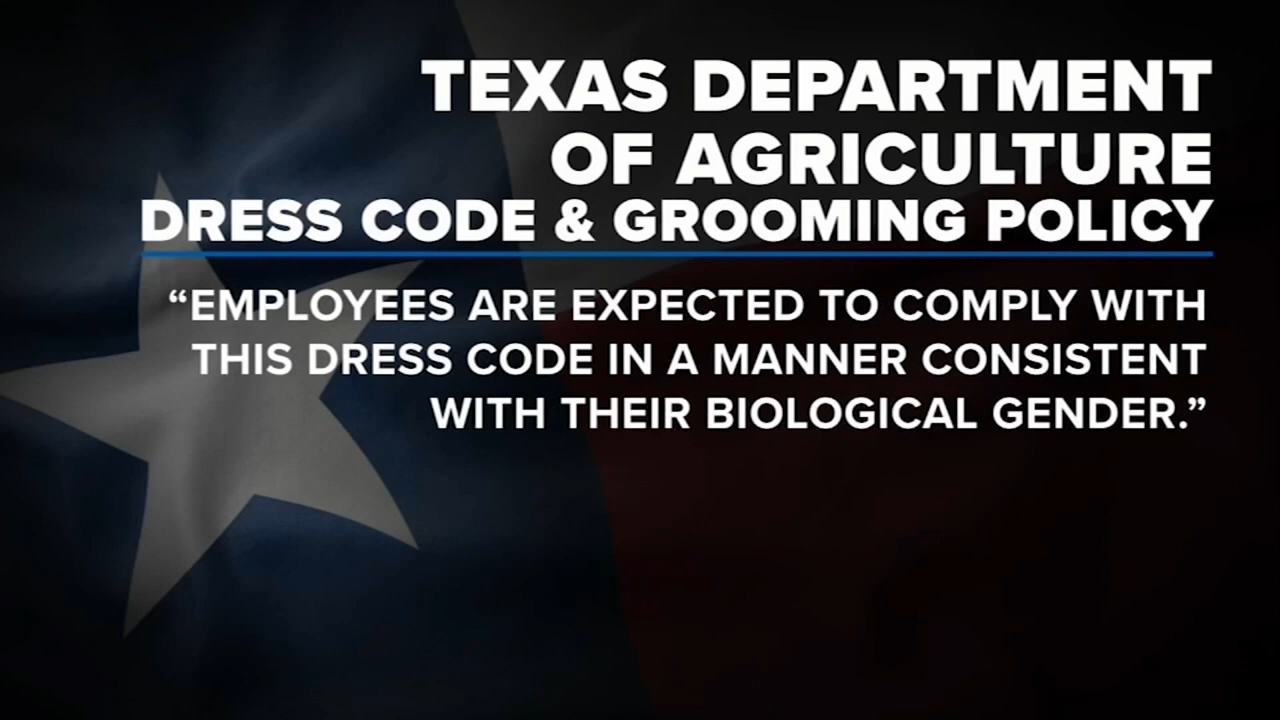 TEXAS DEPARTMENT
OF AGRICULTURE
DRESS CODE & GROOMING POLICY
“EMPLOYEES ARE EXPECTED TO COMPLY WITH
THIS DRESS CODE IN A MANNER CONSISTENT
WITH THEIR BIOLOGICAL GENDER.”